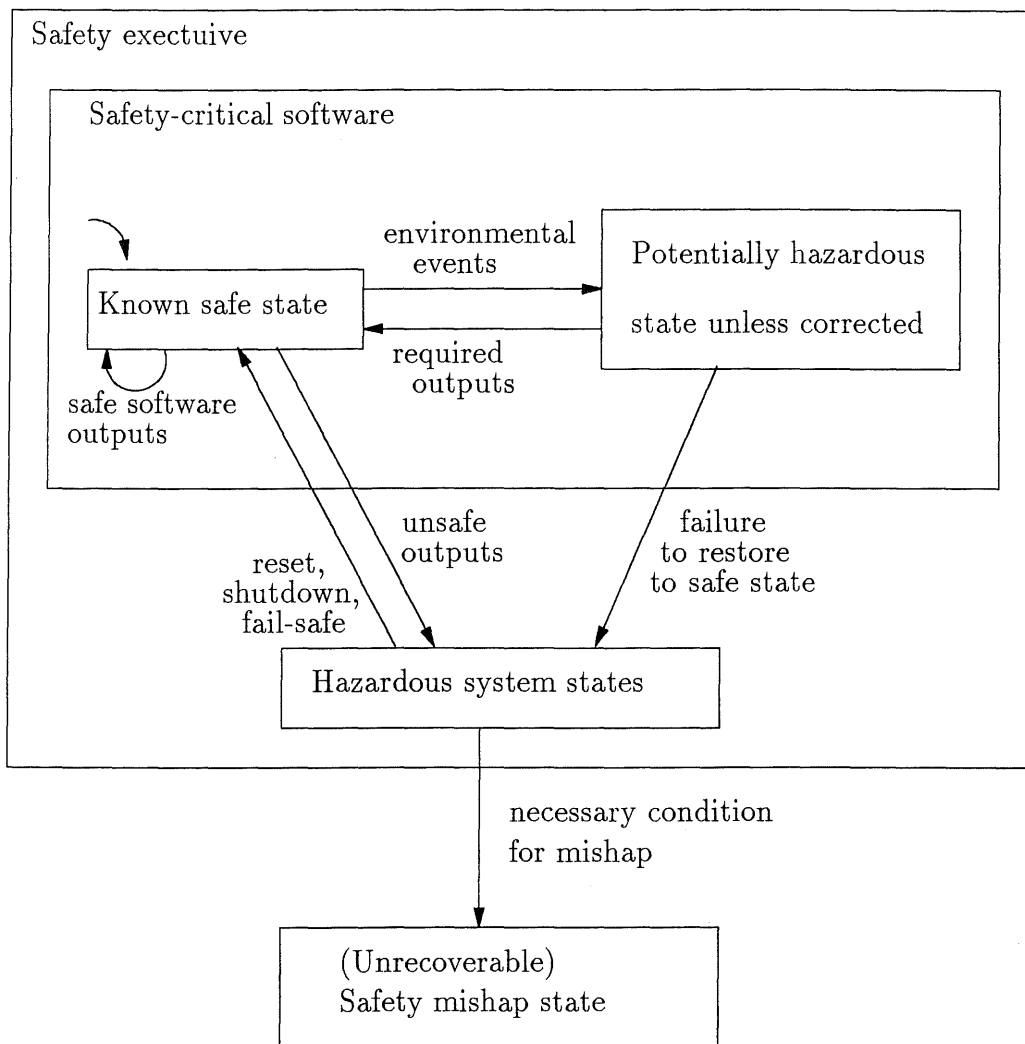 Safety exectuive
Safety-critical software
environmental
events
Potentially hazardous
state unless corrected
Known safe state
required
outputs
safe software
outputs
unsafe
outputs
failure
to restore
to safe state
reset,
shutdown,
fail-safe
Hazardous system states
necessary condition
for mishap
(Unrecoverable)
Safety mishap state